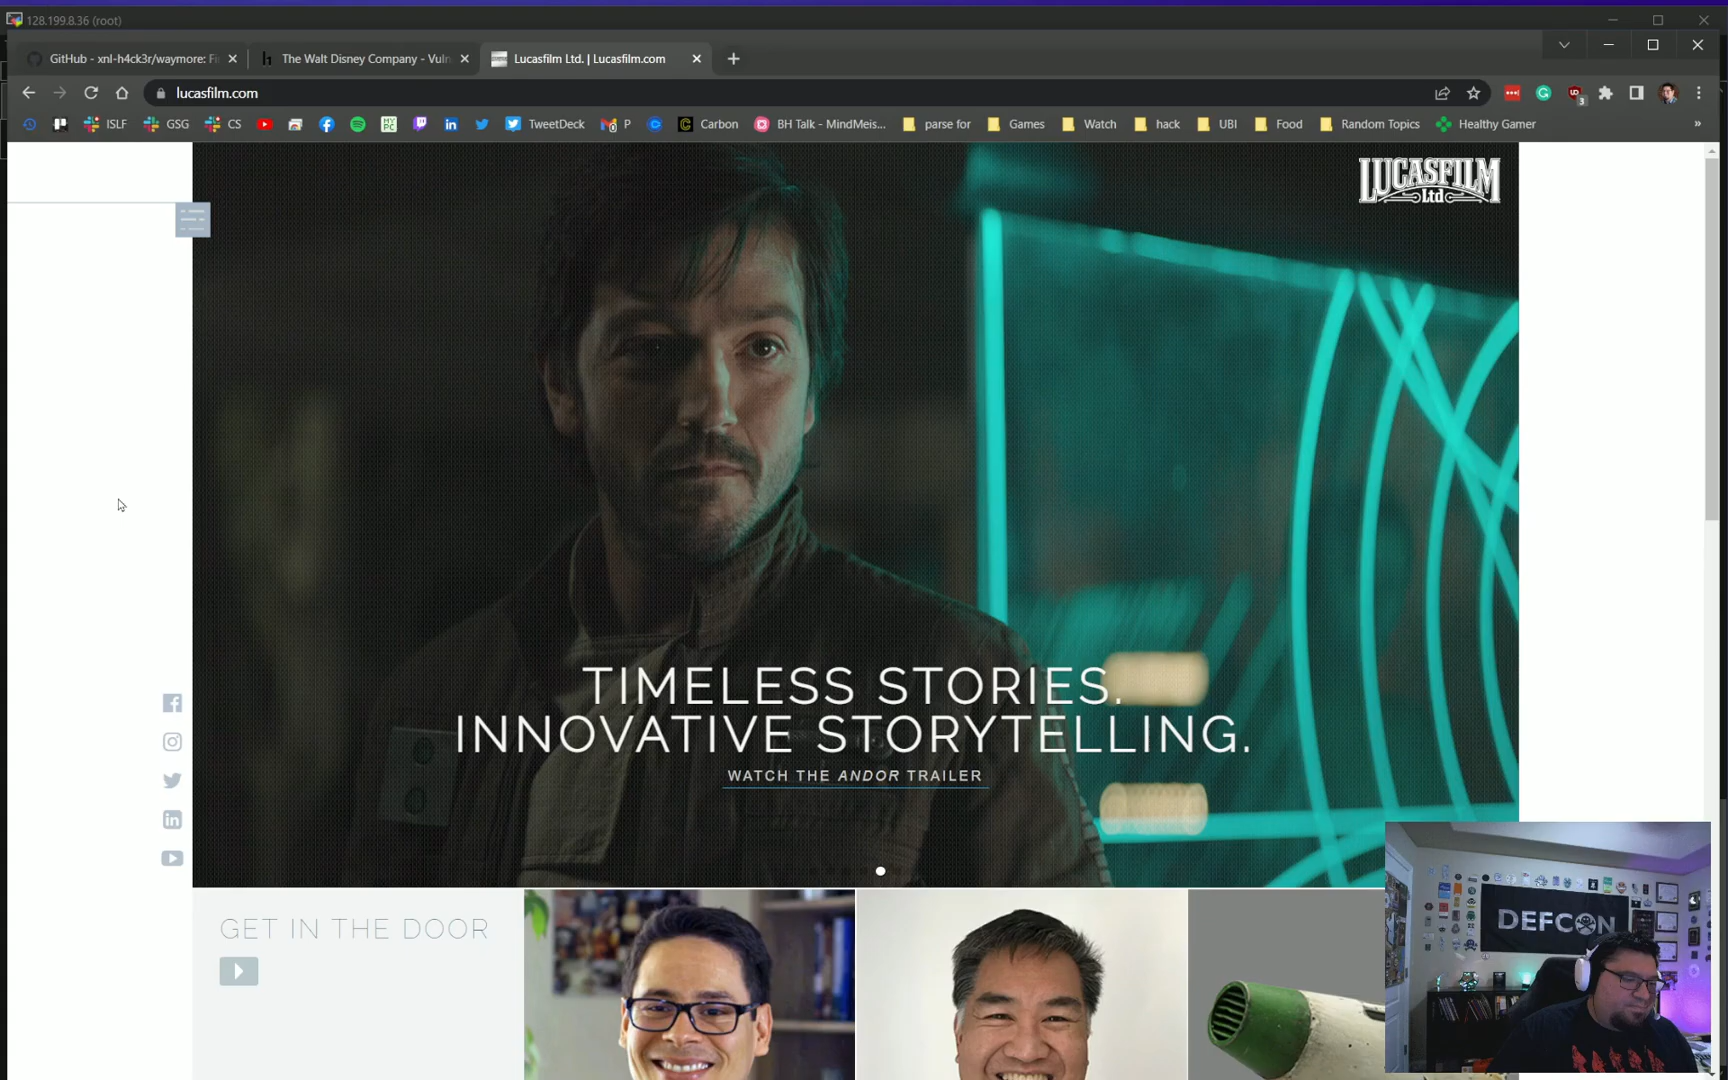 128.199.8.36 (root)
GitHub - xnl-h4ck3r/waymore: Fi
The Walt Disney Company - Vuln
Lucasfilm Ltd. | Lucasfilm.com
lucasfilm.com
ISLF
GSG
CS
TweetDeck
P
Carbon
BH Talk - MindMeis...
parse for
Games
Watch
hack
UBI
Food
Random Topics
Healthy Gamer
»
LUCASFILM
Ltd
TIMELESS STORIES.
INNOVATIVE STORYTELLING.
WATCH THE ANDOR TRAILER
GET IN THE DOOR
DEFCON